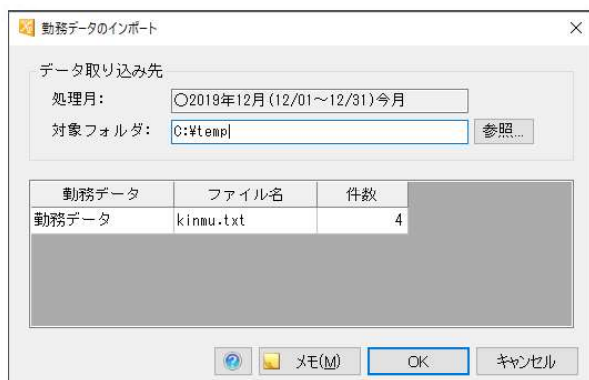 勤務データのインポート
データ取り込み先
処理月: ○2019年12月(12/01～12/31)今月
対象フォルダ: C:¥temp 参照...
勤務データ ファイル名 件数
勤務データ kinmu.txt 4
メモ(M) OK キャンセル